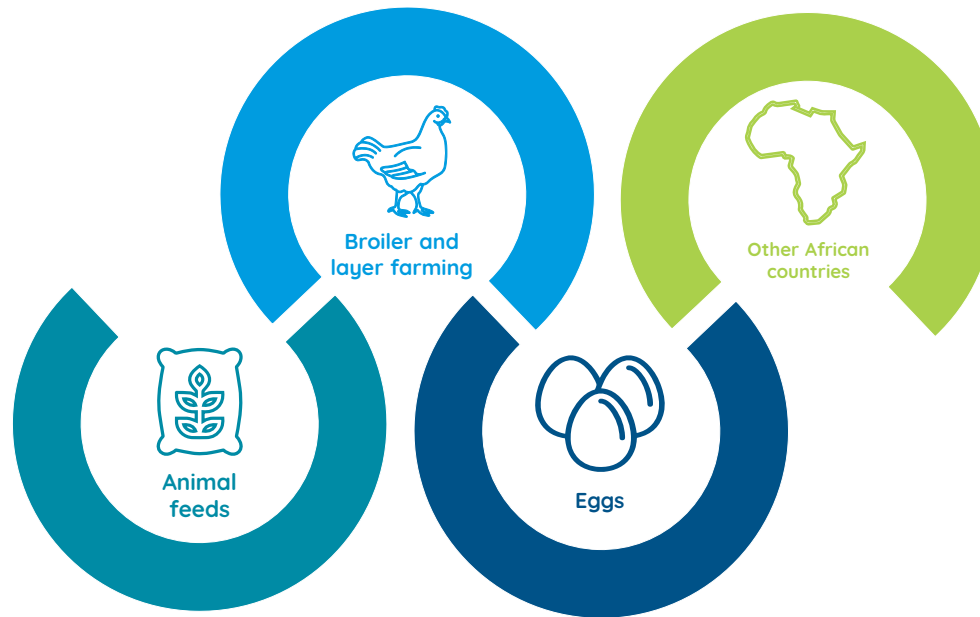 Broiler and
layer farming
Other African
countries
Animal
feeds
Eggs